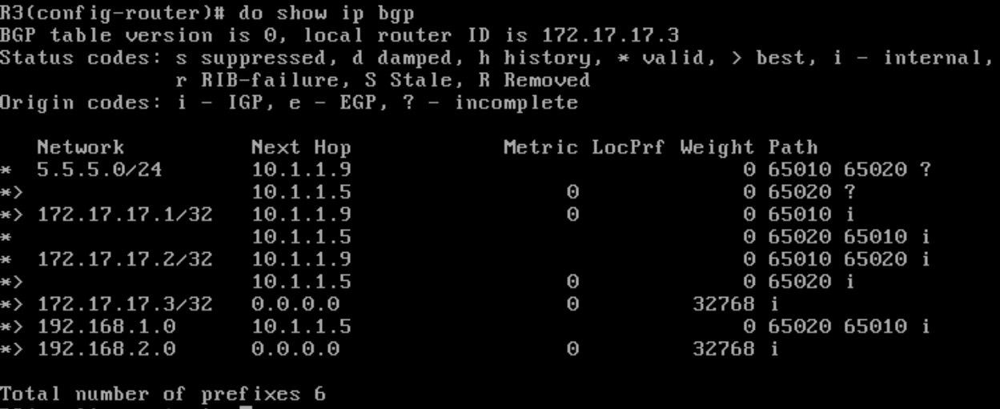 R3(config-router)# do show ip bgp
BGP table version is 0, local router ID is 172.17.17.3
Status codes: s suppressed, d damped, h history, * valid, > best, i - internal,
              r RIB-failure, S Stale, R Removed
Origin codes: i - IGP, e - EGP, ? - incomplete

   Network          Next Hop            Metric LocPrf Weight Path
*  5.5.5.0/24       10.1.1.9                               0 65010 65020 ?
*>                  10.1.1.5                 0             0 65020 ?
*> 172.17.17.1/32   10.1.1.9                 0             0 65010 i
*                   10.1.1.5                               0 65020 65010 i
*  172.17.17.2/32   10.1.1.9                               0 65010 65020 i
*>                  10.1.1.5                 0             0 65020 i
*> 172.17.17.3/32   0.0.0.0                  0         32768 i
*> 192.168.1.0      10.1.1.5                               0 65020 65010 i
*> 192.168.2.0      0.0.0.0                  0         32768 i

Total number of prefixes 6